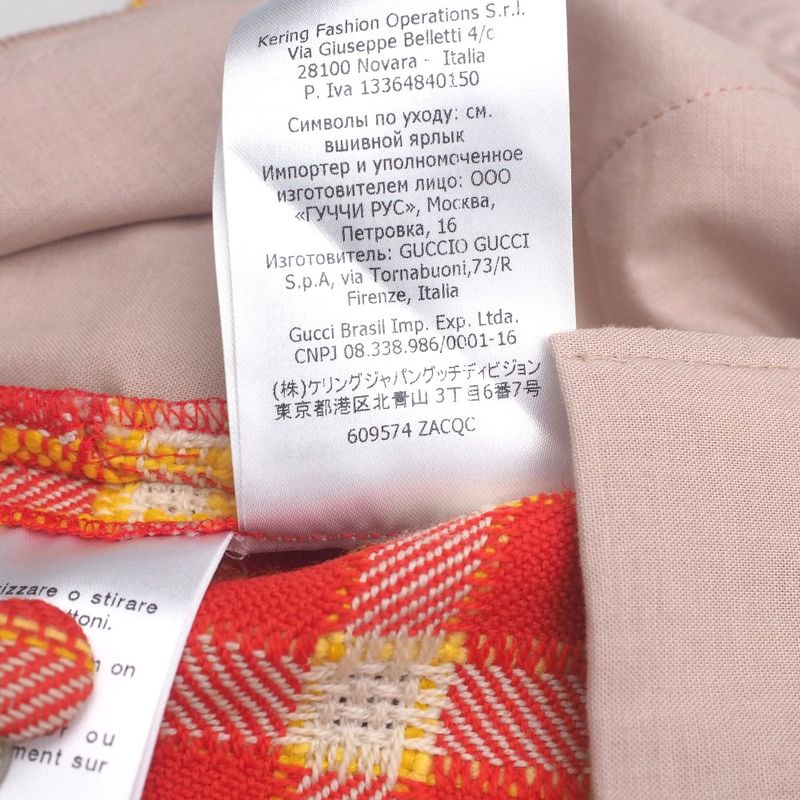 Kering Fashion Operations S.r.l.
Via Giuseppe Belletti 4/c
28100 Novara - Italia
P. Iva 13364840150
Символы по уходу: см.
вшивной ярлык
Импортер и уполномоченное
изготовителем лицо: ООО
«ГУЧЧИ РУС», Москва,
Петровка, 16
Изготовитель: GUCCIO GUCCI
S.p.A, via Tornabuoni,73/R
Firenze, Italia
Gucci Brasil Imp. Exp. Ltda.
CNPJ 08.338.986/0001-16
(株)ケリングジャパングッチディビジョン
東京都港区北青山 3丁目6番7号
609574 ZACQC
o stirare
on
ou
sur